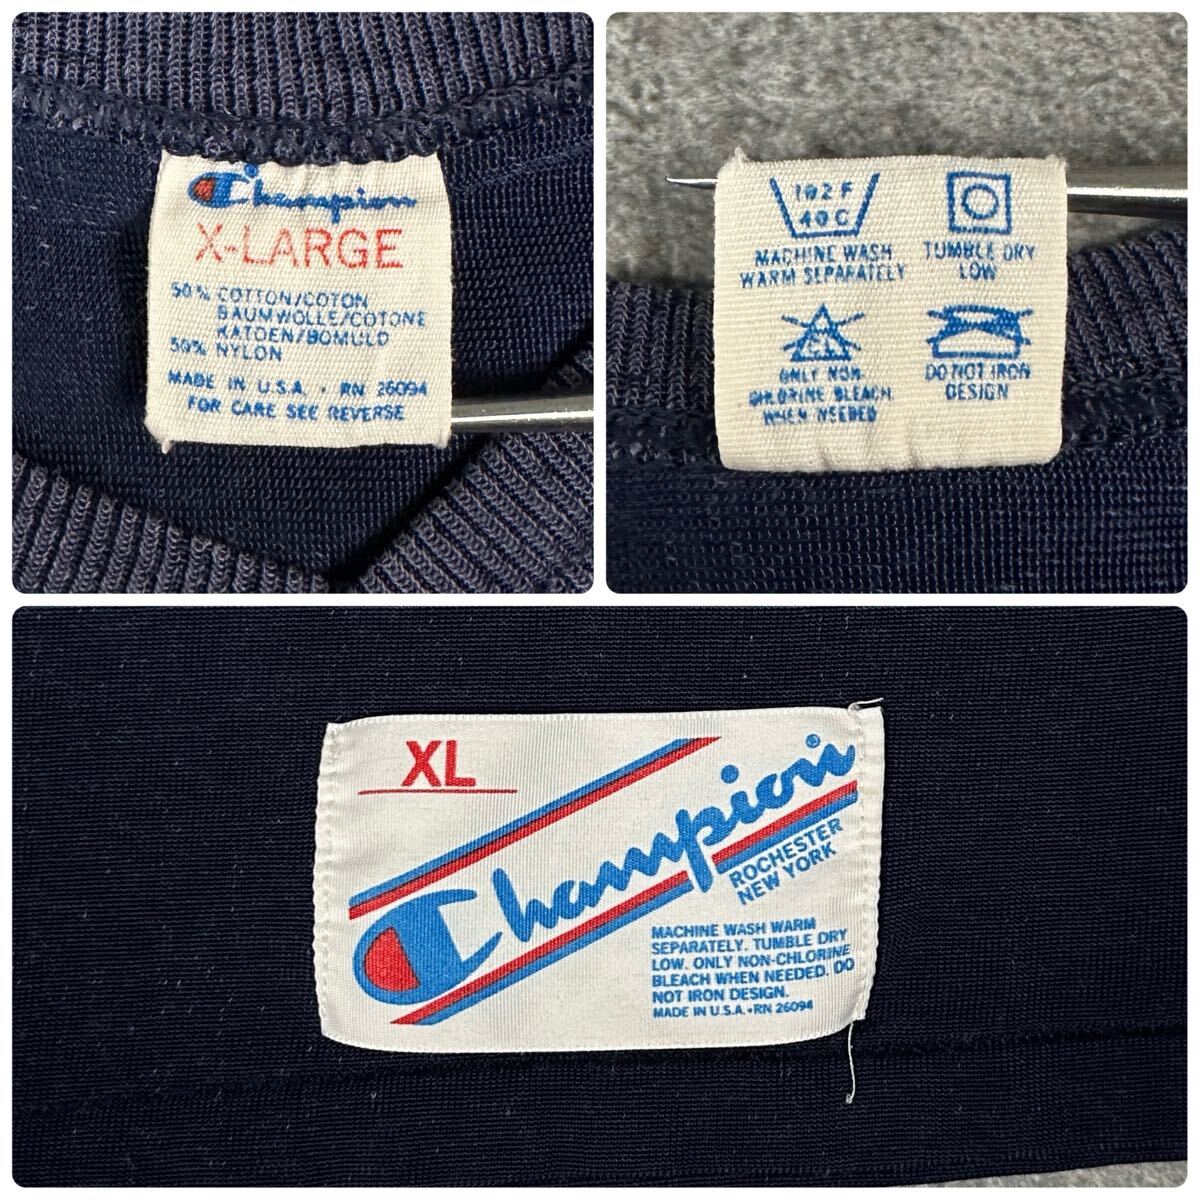 Champion
X-LARGE
50% COTTON/COTON
BAUMWOLLE/COTONE
KATOEN/BOMULD
50% NYLON
MADE IN U.S.A. • RN 26094
FOR CARE SEE REVERSE
102 F
40 C
MACHINE WASH
WARM SEPARATELY
TUMBLE DRY
LOW
CL
ONLY NON-
CHLORINE BLEACH
WHEN NEEDED
DO NOT IRON
DESIGN
XL
Champion
ROCHESTER
NEW YORK
MACHINE WASH WARM
SEPARATELY. TUMBLE DRY
LOW. ONLY NON-CHLORINE
BLEACH WHEN NEEDED. DO
NOT IRON DESIGN.
MADE IN U.S.A. • RN 26094